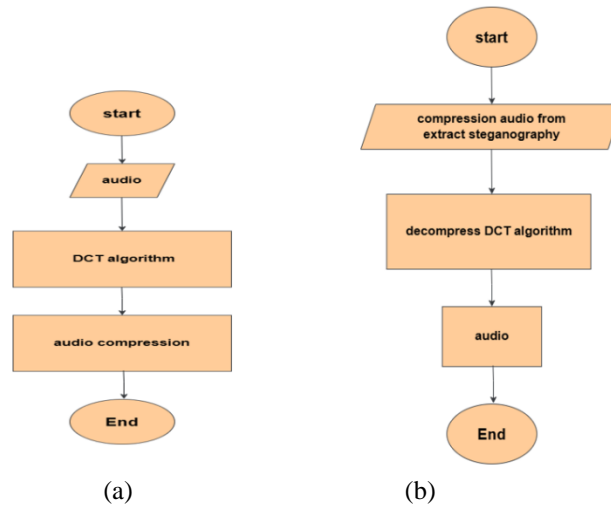 start
audio
DCT algorithm
audio compression
End
(a)
start
compression audio from
extract steganography
decompress DCT algorithm
audio
End
(b)